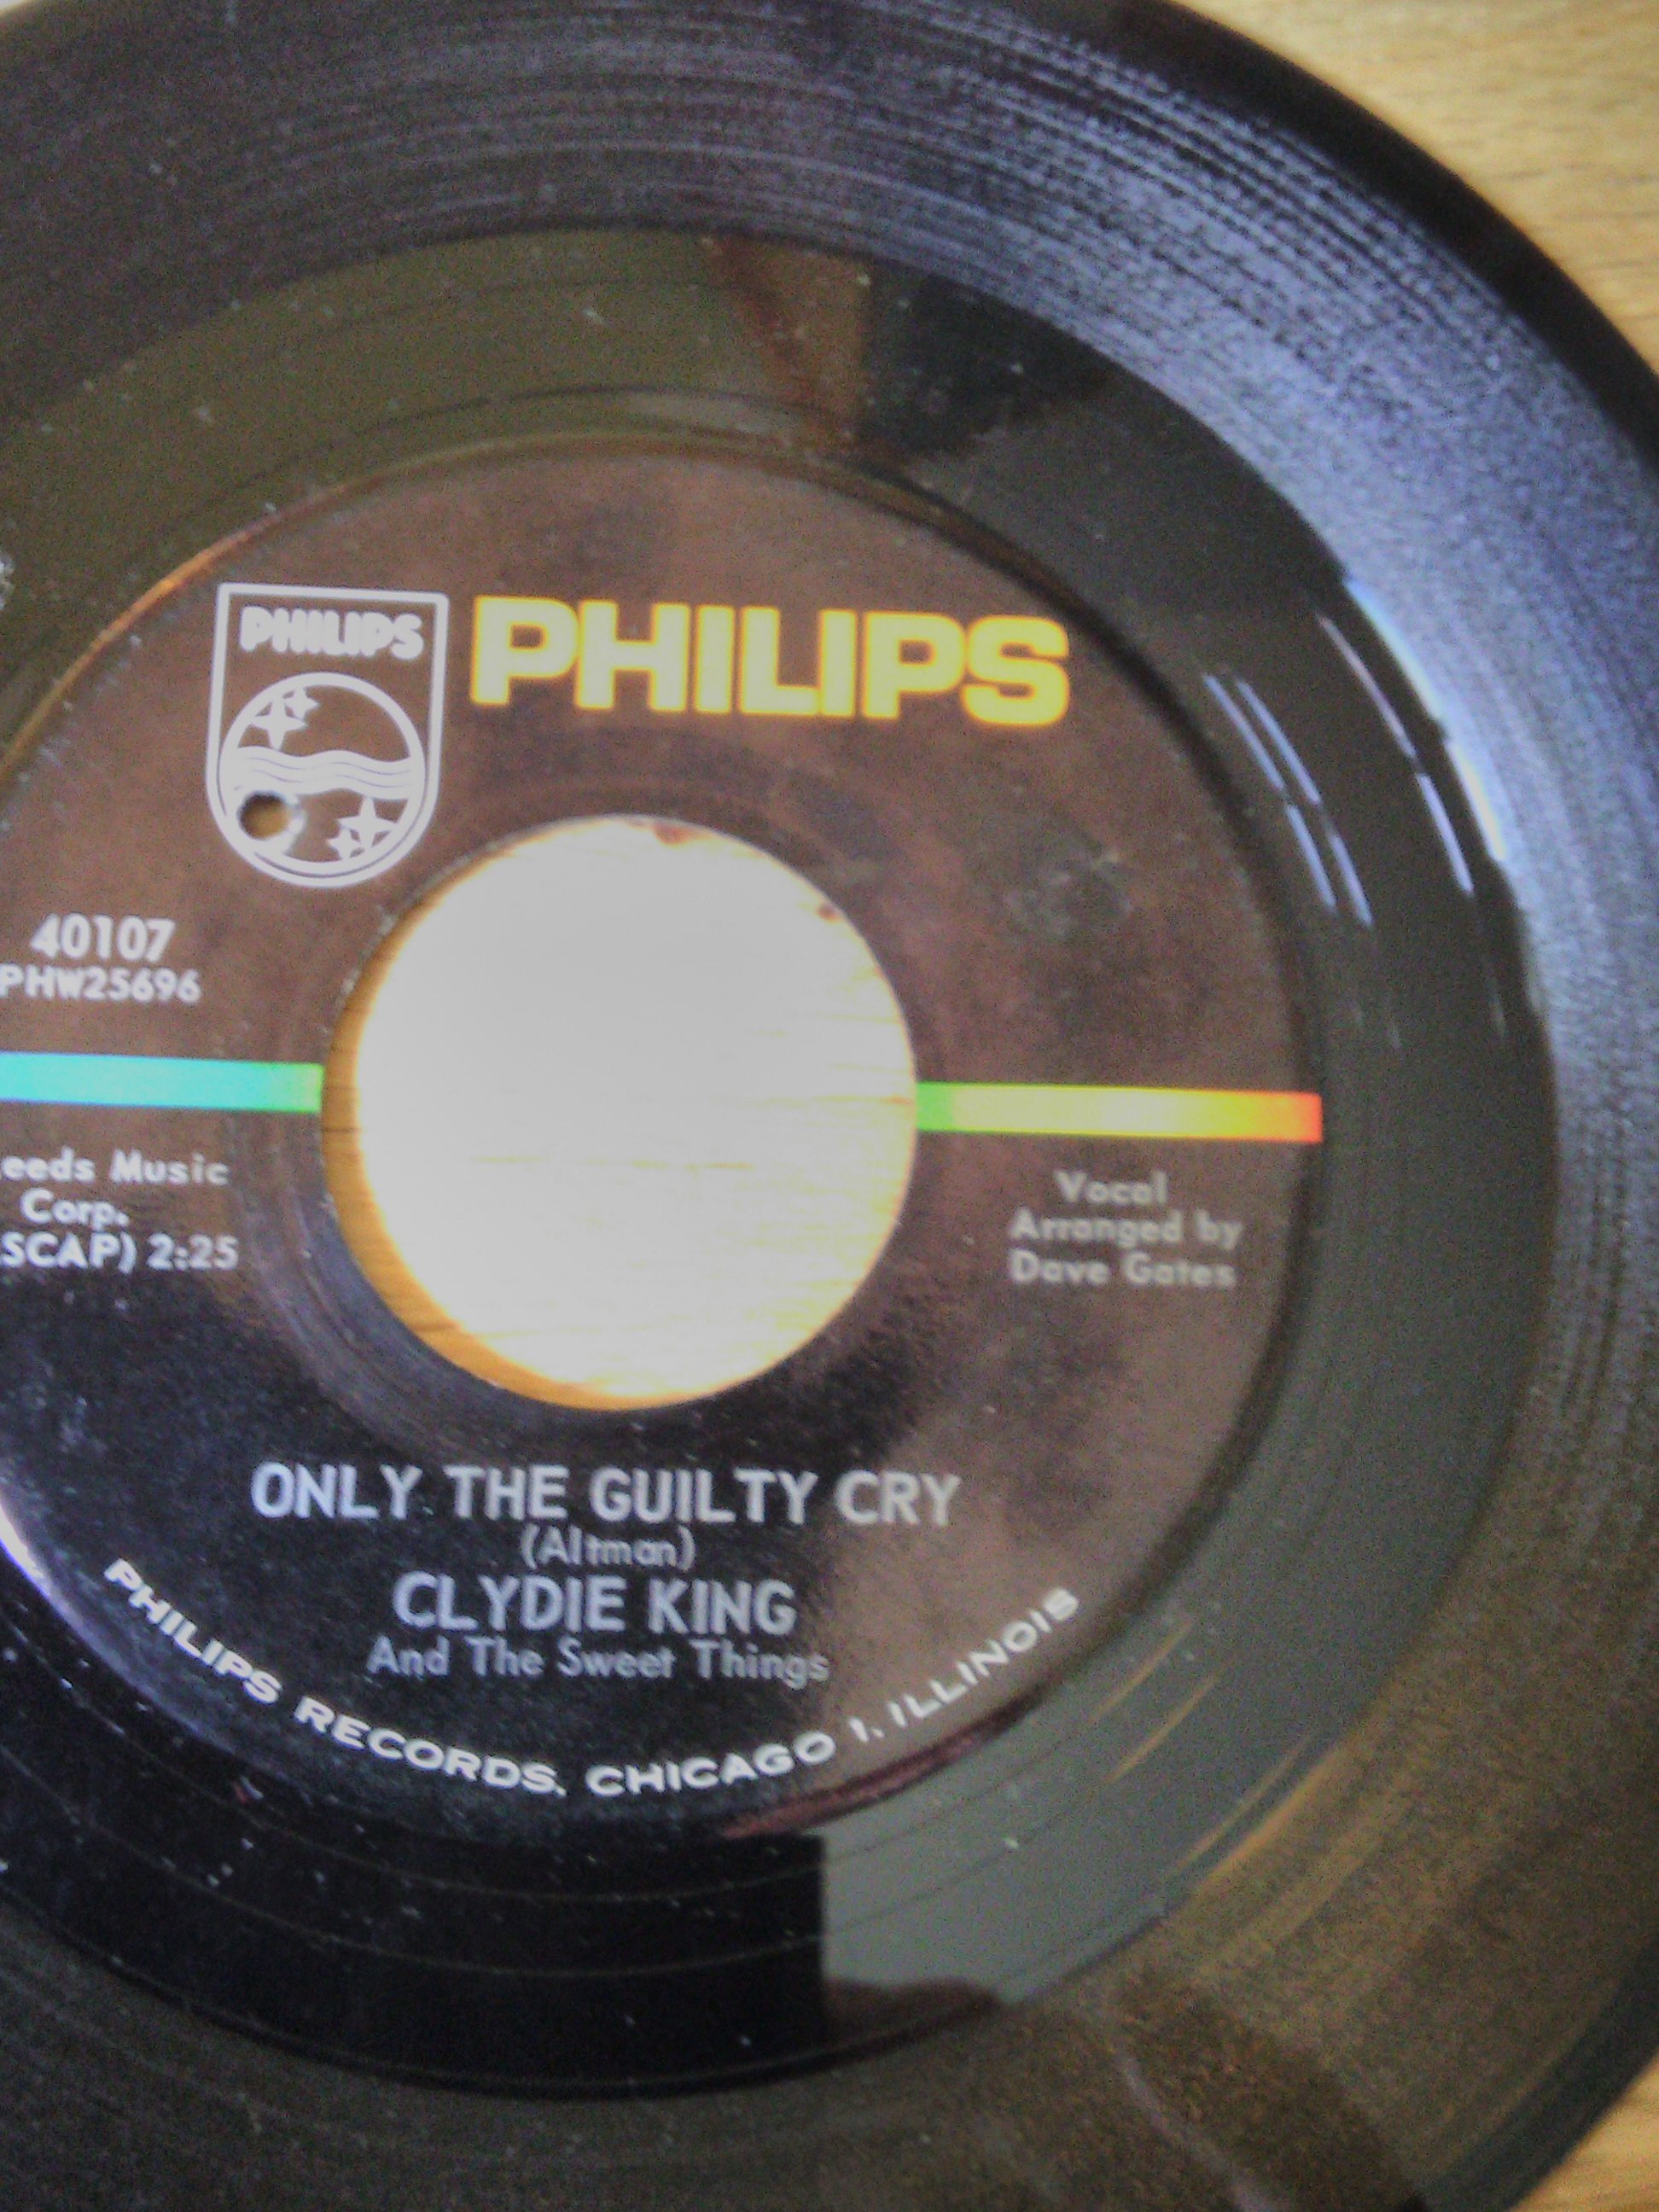 PHILIPS
PHILIPS
40107
PHW25696
eeds Music
Corp.
SCAP) 2:25
Vocal
Arranged by
Dave Gates
ONLY THE GUILTY CRY
(Altman)
CLYDIE KING
And The Sweet Things
PHILIPS RECORDS, CHICAGO 1, ILLINOIS